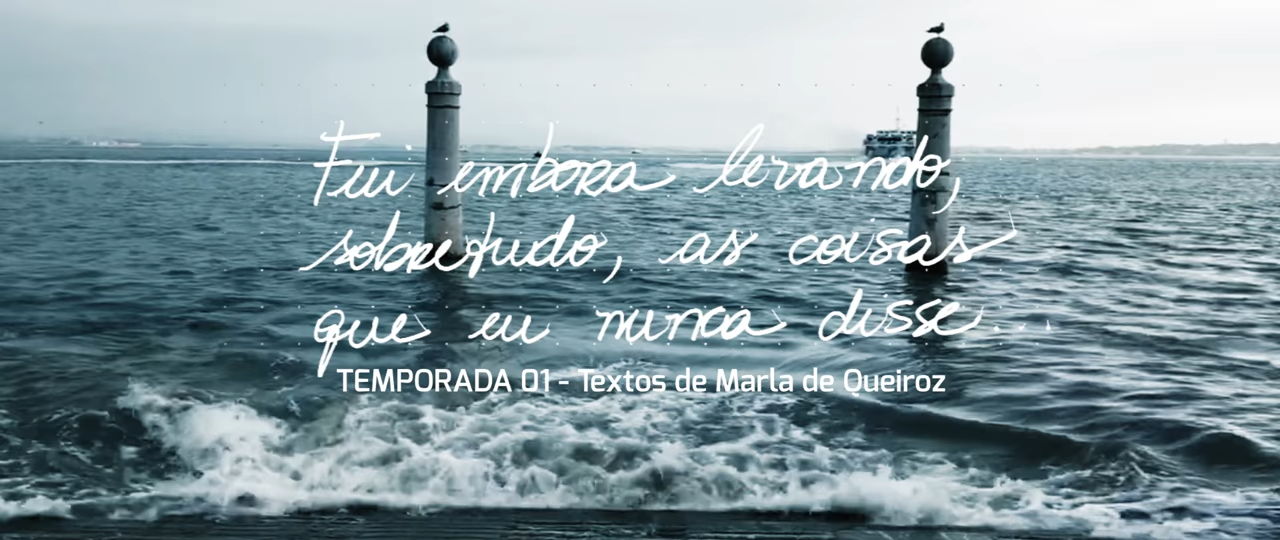 Fui embora levando,
sobretudo, as coisas
que eu nunca disse...
TEMPORADA 01 - Textos de Marla de Queiroz